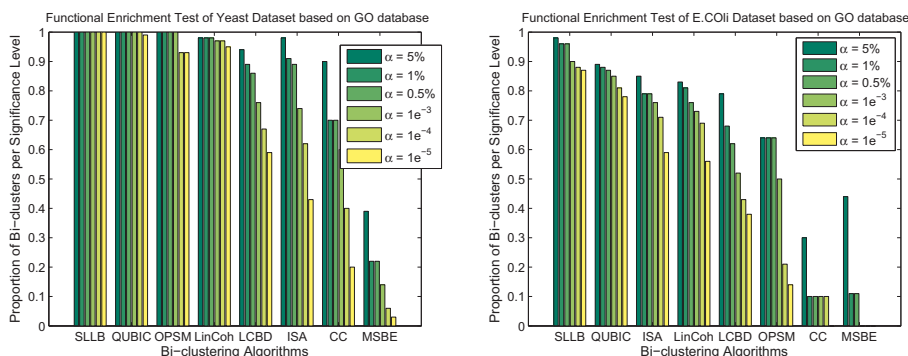 Functional Enrichment Test of Yeast Dataset based on GO database
Proportion of Bi-clusters per Significance Level
1
0.9
0.8
0.7
0.6
0.5
0.4
0.3
0.2
0.1
0
α = 5%
α = 1%
α = 0.5%
α = 1e⁻³
α = 1e⁻⁴
α = 1e⁻⁵
SLLB QUBIC OPSM LinCoh LCBD ISA CC MSBE
Bi-clustering Algorithms
Functional Enrichment Test of E.COli Dataset based on GO database
Proportion of Bi-clusters per Significance Level
1
0.9
0.8
0.7
0.6
0.5
0.4
0.3
0.2
0.1
0
α = 5%
α = 1%
α = 0.5%
α = 1e⁻³
α = 1e⁻⁴
α = 1e⁻⁵
SLLB QUBIC ISA LinCoh LCBD OPSM CC MSBE
Bi-clustering Algorithms